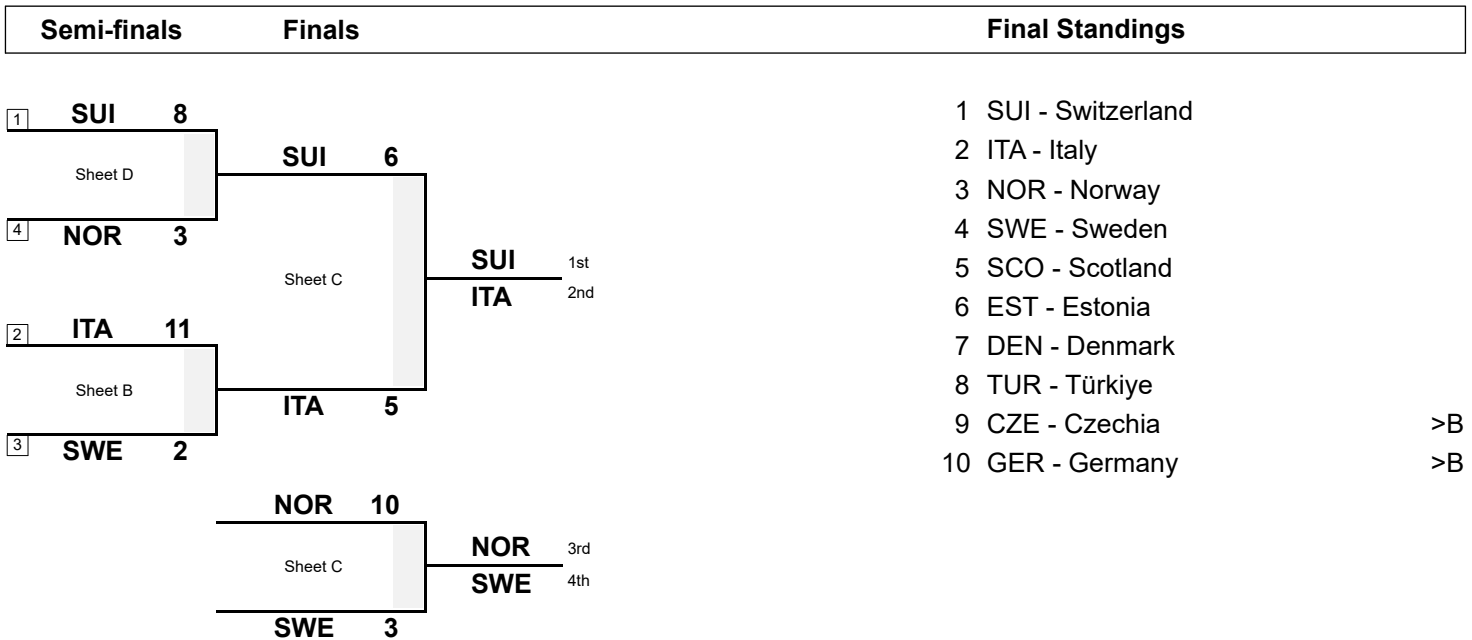 Semi-finals Finals Final Standings
1 SUI 8
Sheet D
4 NOR 3
SUI 6
Sheet C
ITA 5
2 ITA 11
Sheet B
3 SWE 2
SUI 1st
ITA 2nd
NOR 10
Sheet C
SWE 3
NOR 3rd
SWE 4th
1 SUI - Switzerland
2 ITA - Italy
3 NOR - Norway
4 SWE - Sweden
5 SCO - Scotland
6 EST - Estonia
7 DEN - Denmark
8 TUR - Türkiye
9 CZE - Czechia >B
10 GER - Germany >B